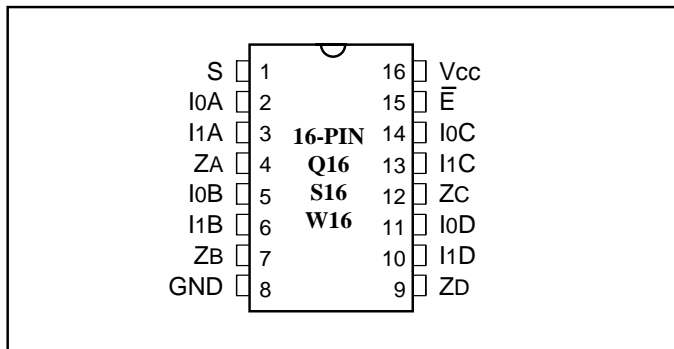 S 1 16 Vcc
I0A 2 15 E̅
I1A 3 16-PIN 14 I0C
ZA 4 Q16 13 I1C
I0B 5 S16 12 ZC
I1B 6 W16 11 I0D
ZB 7 10 I1D
GND 8 9 ZD